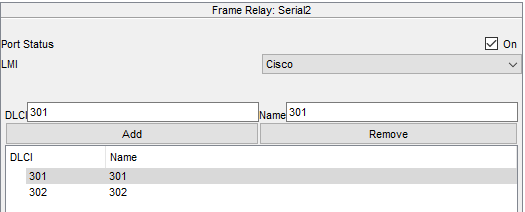 Frame Relay: Serial2
Port Status On
LMI Cisco
DLCI 301 Name 301
Add Remove
DLCI Name
301 301
302 302